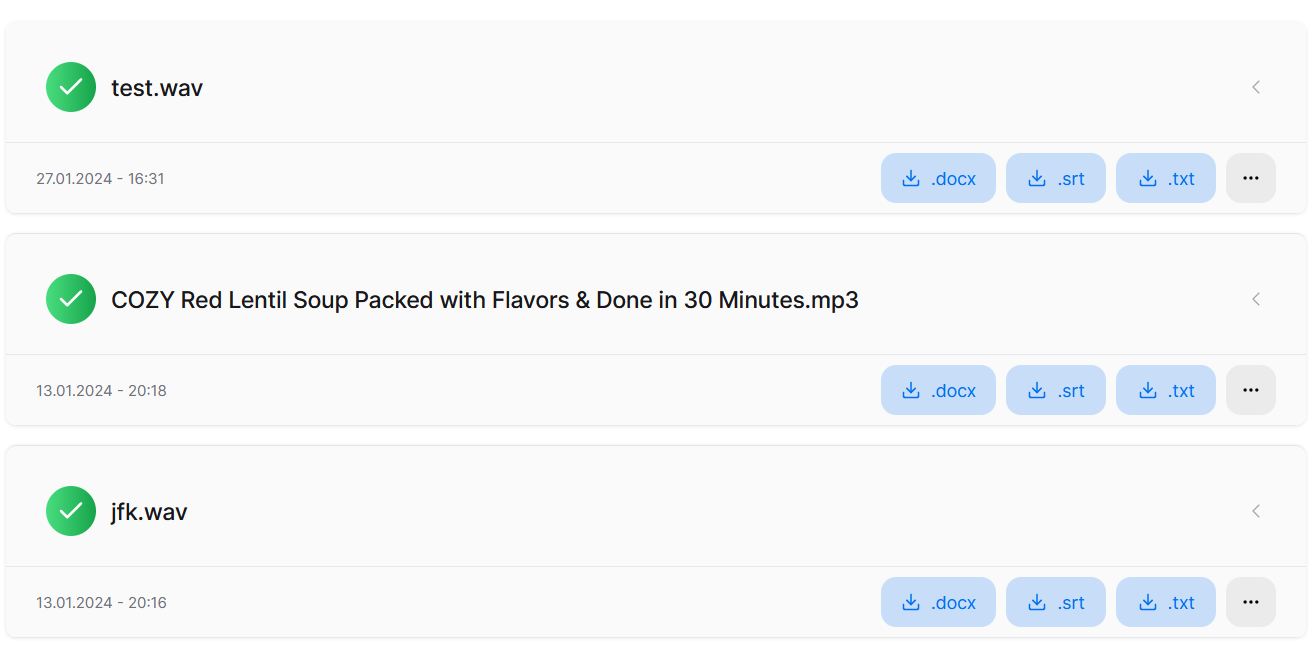 test.wav
27.01.2024 - 16:31 .docx .srt .txt
COZY Red Lentil Soup Packed with Flavors & Done in 30 Minutes.mp3
13.01.2024 - 20:18 .docx .srt .txt
jfk.wav
13.01.2024 - 20:16 .docx .srt .txt